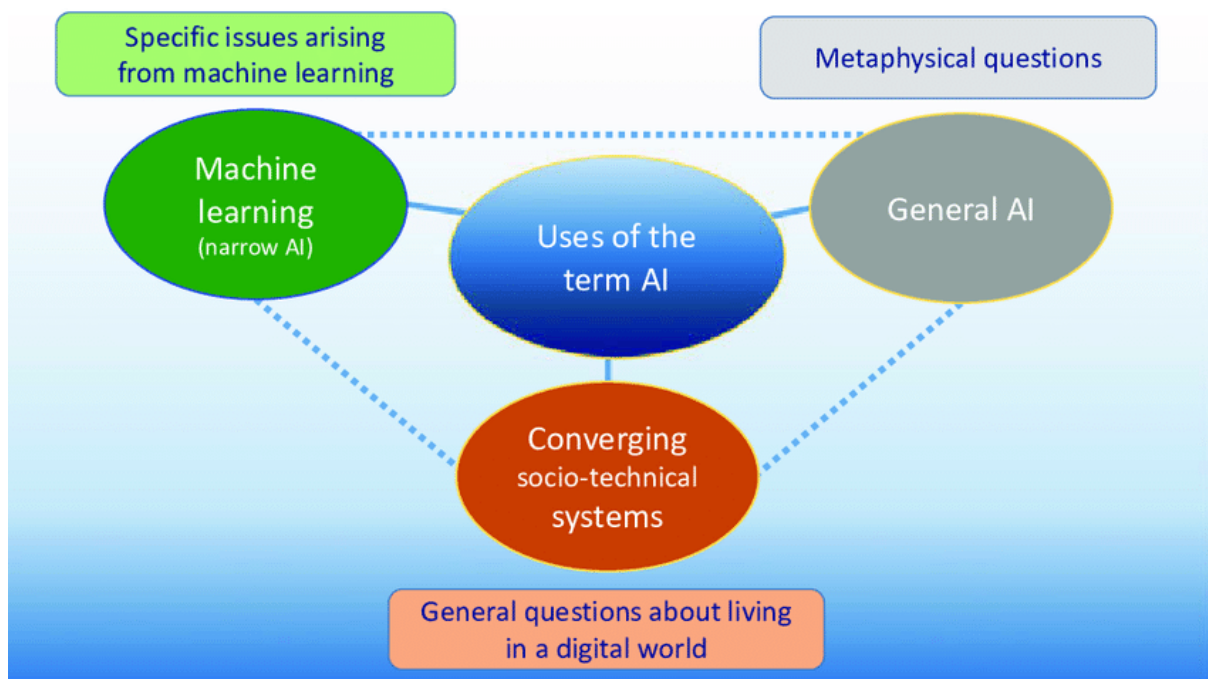 Specific issues arising
from machine learning
Metaphysical questions
Machine
learning
(narrow AI)
Uses of the
term AI
General AI
Converging
socio-technical
systems
General questions about living
in a digital world